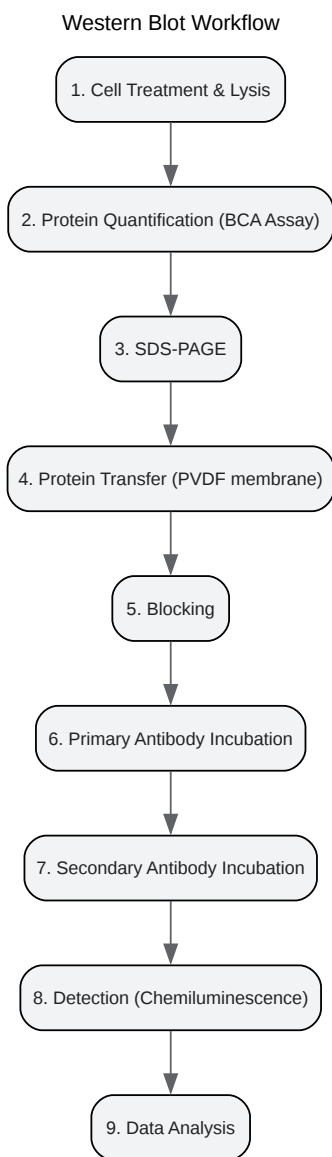 Western Blot Workflow
1. Cell Treatment & Lysis
2. Protein Quantification (BCA Assay)
3. SDS-PAGE
4. Protein Transfer (PVDF membrane)
5. Blocking
6. Primary Antibody Incubation
7. Secondary Antibody Incubation
8. Detection (Chemiluminescence)
9. Data Analysis